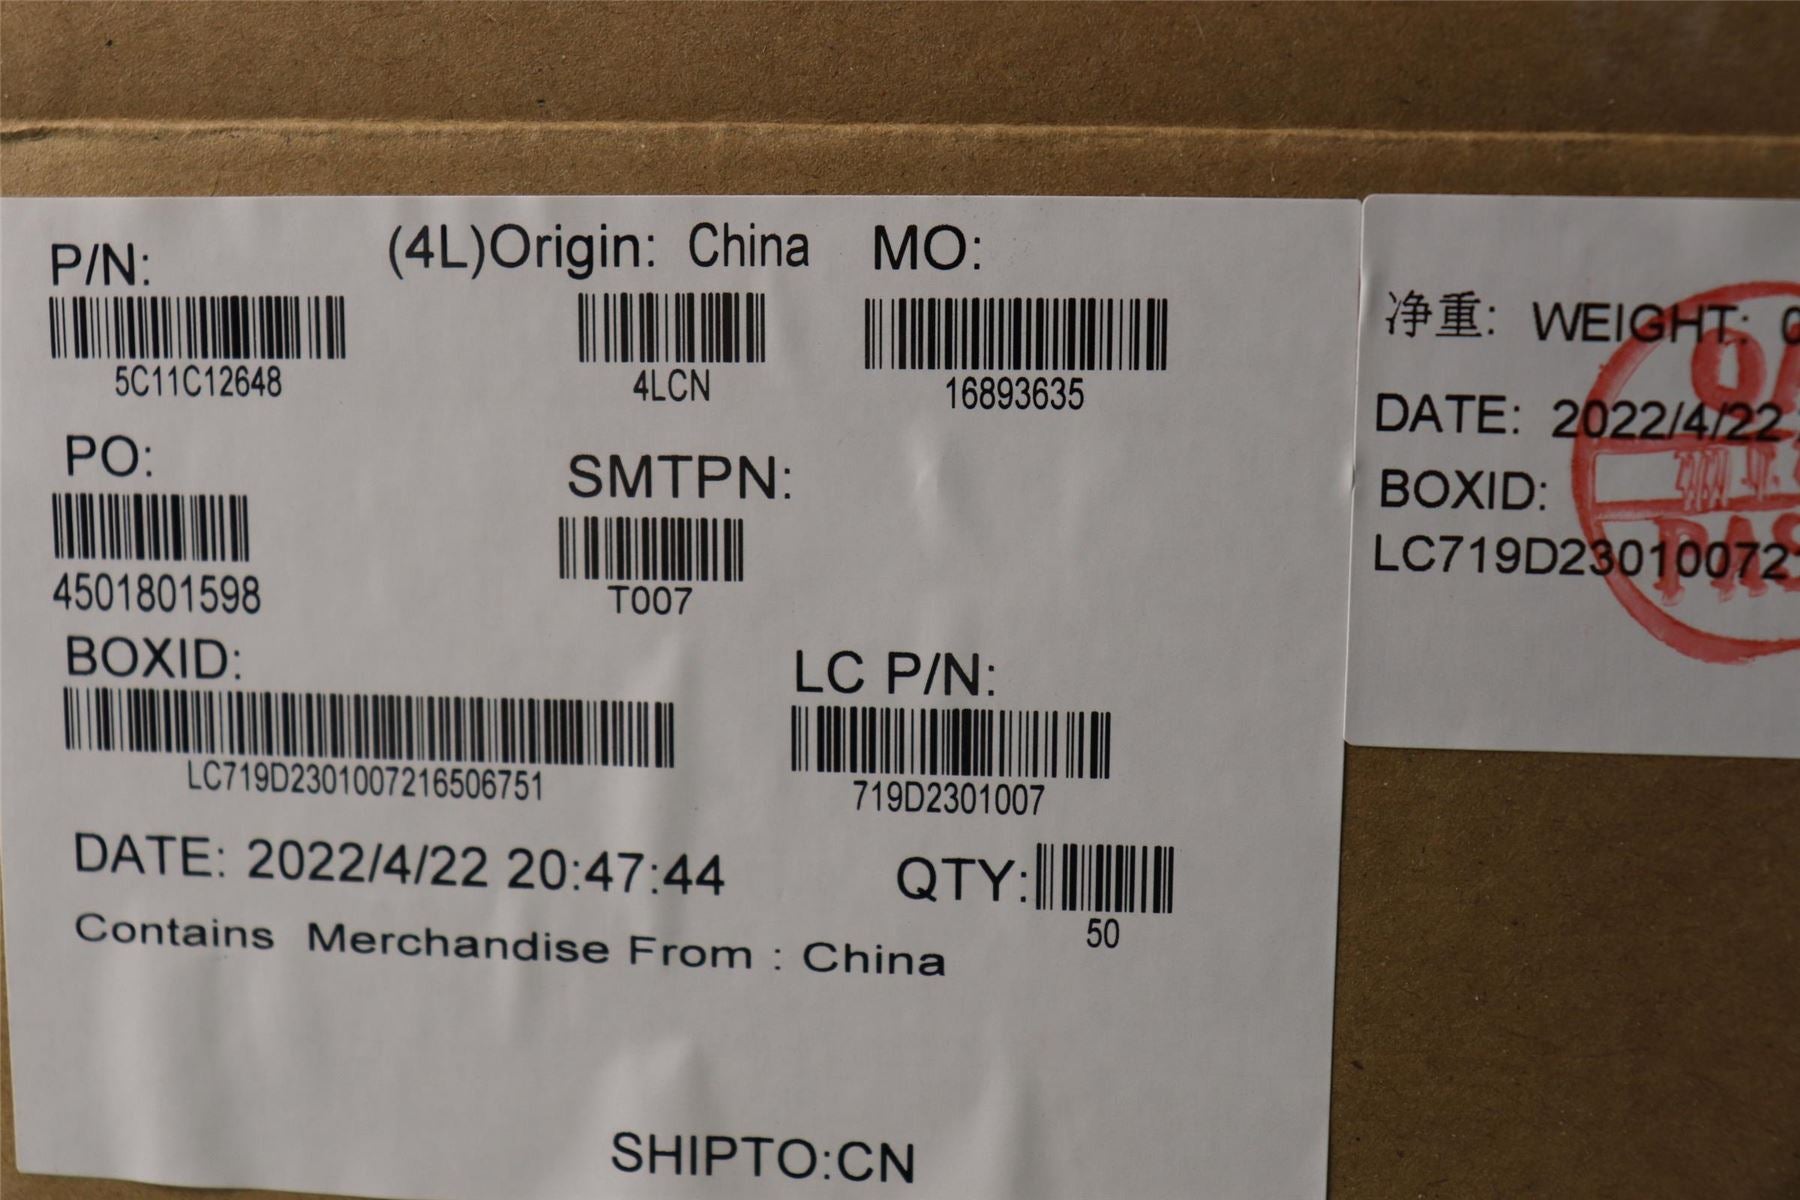 P/N: (4L)Origin: China MO:
5C11C12648 4LCN 16893635
PO: SMTPN:
4501801598 T007
BOXID: LC P/N:
LC719D2301007216506751 719D2301007
DATE: 2022/4/22 20:47:44 QTY:
50
Contains Merchandise From : China
SHIPTO:CN
净重: WEIGHT:
DATE: 2022/4/22
BOXID:
LC719D230100721